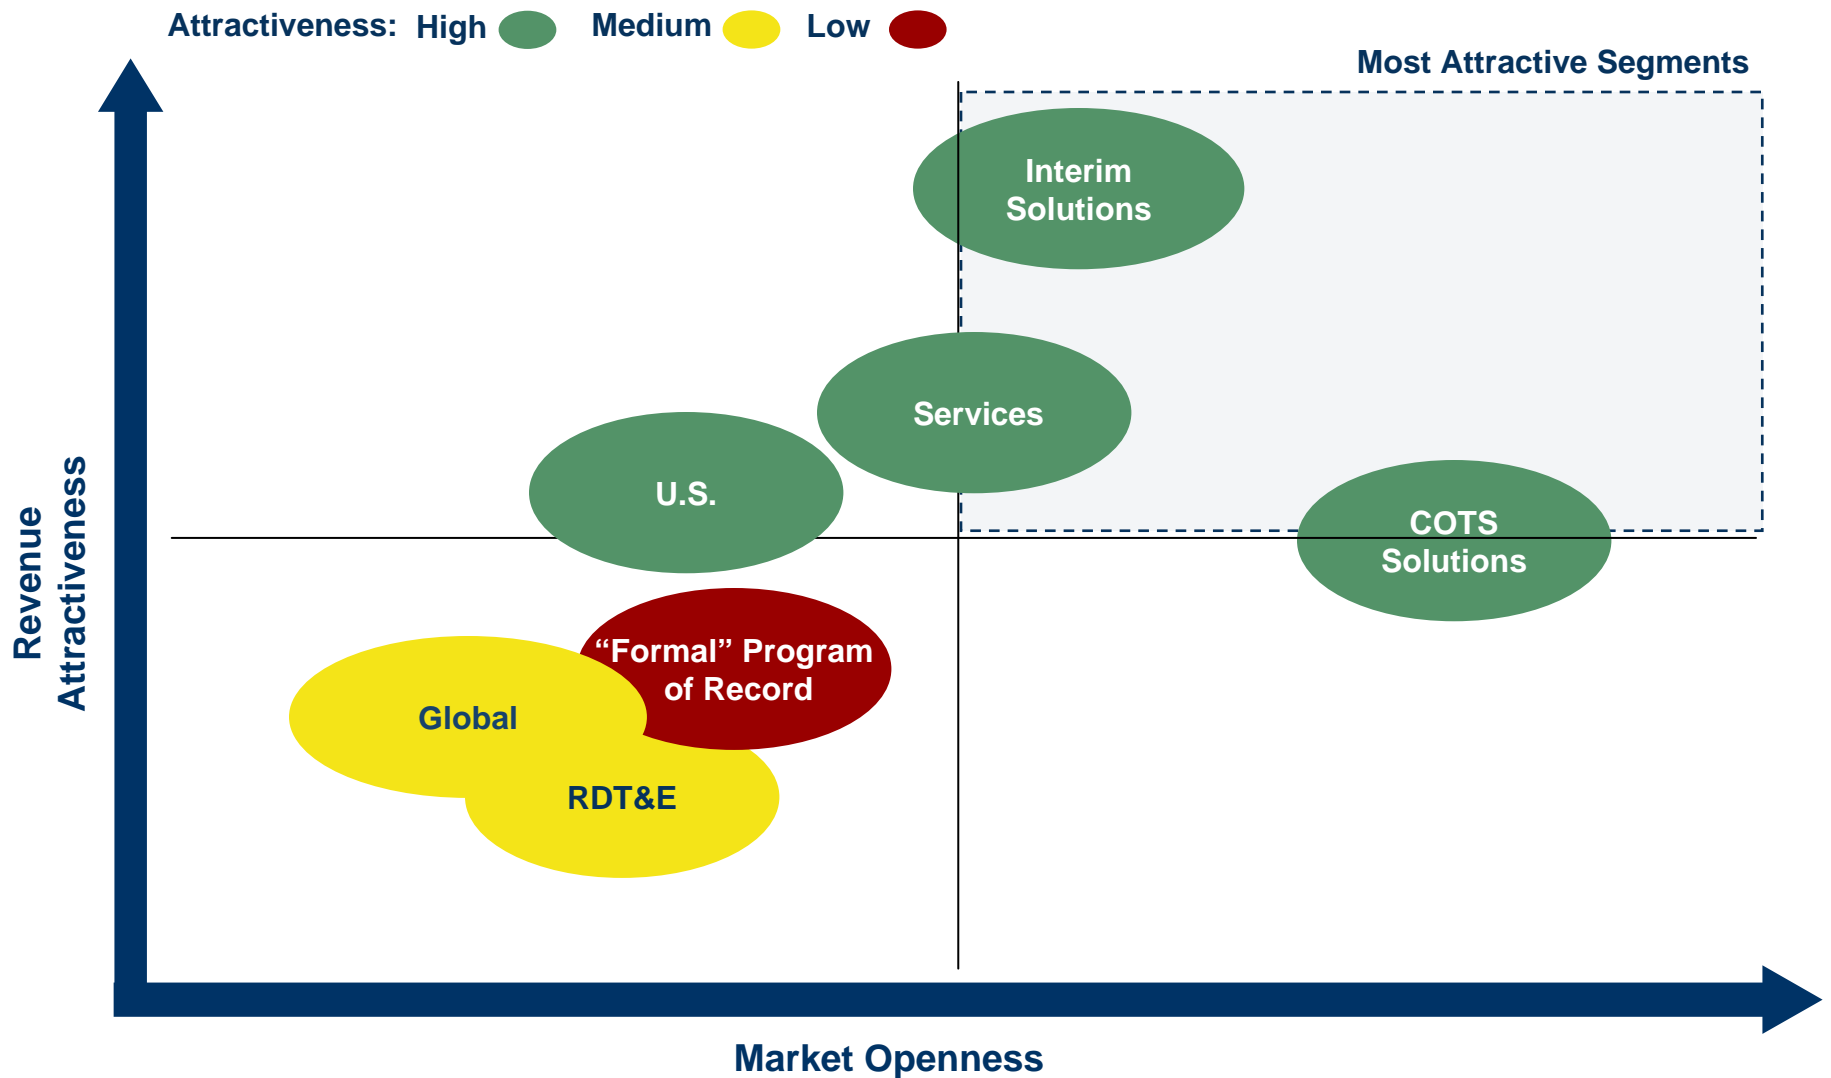 Attractiveness: High Medium Low
Most Attractive Segments
Interim
Solutions
Services
U.S.
COTS
Solutions
“Formal” Program
of Record
Global
RDT&E
Revenue
Attractiveness
Market Openness